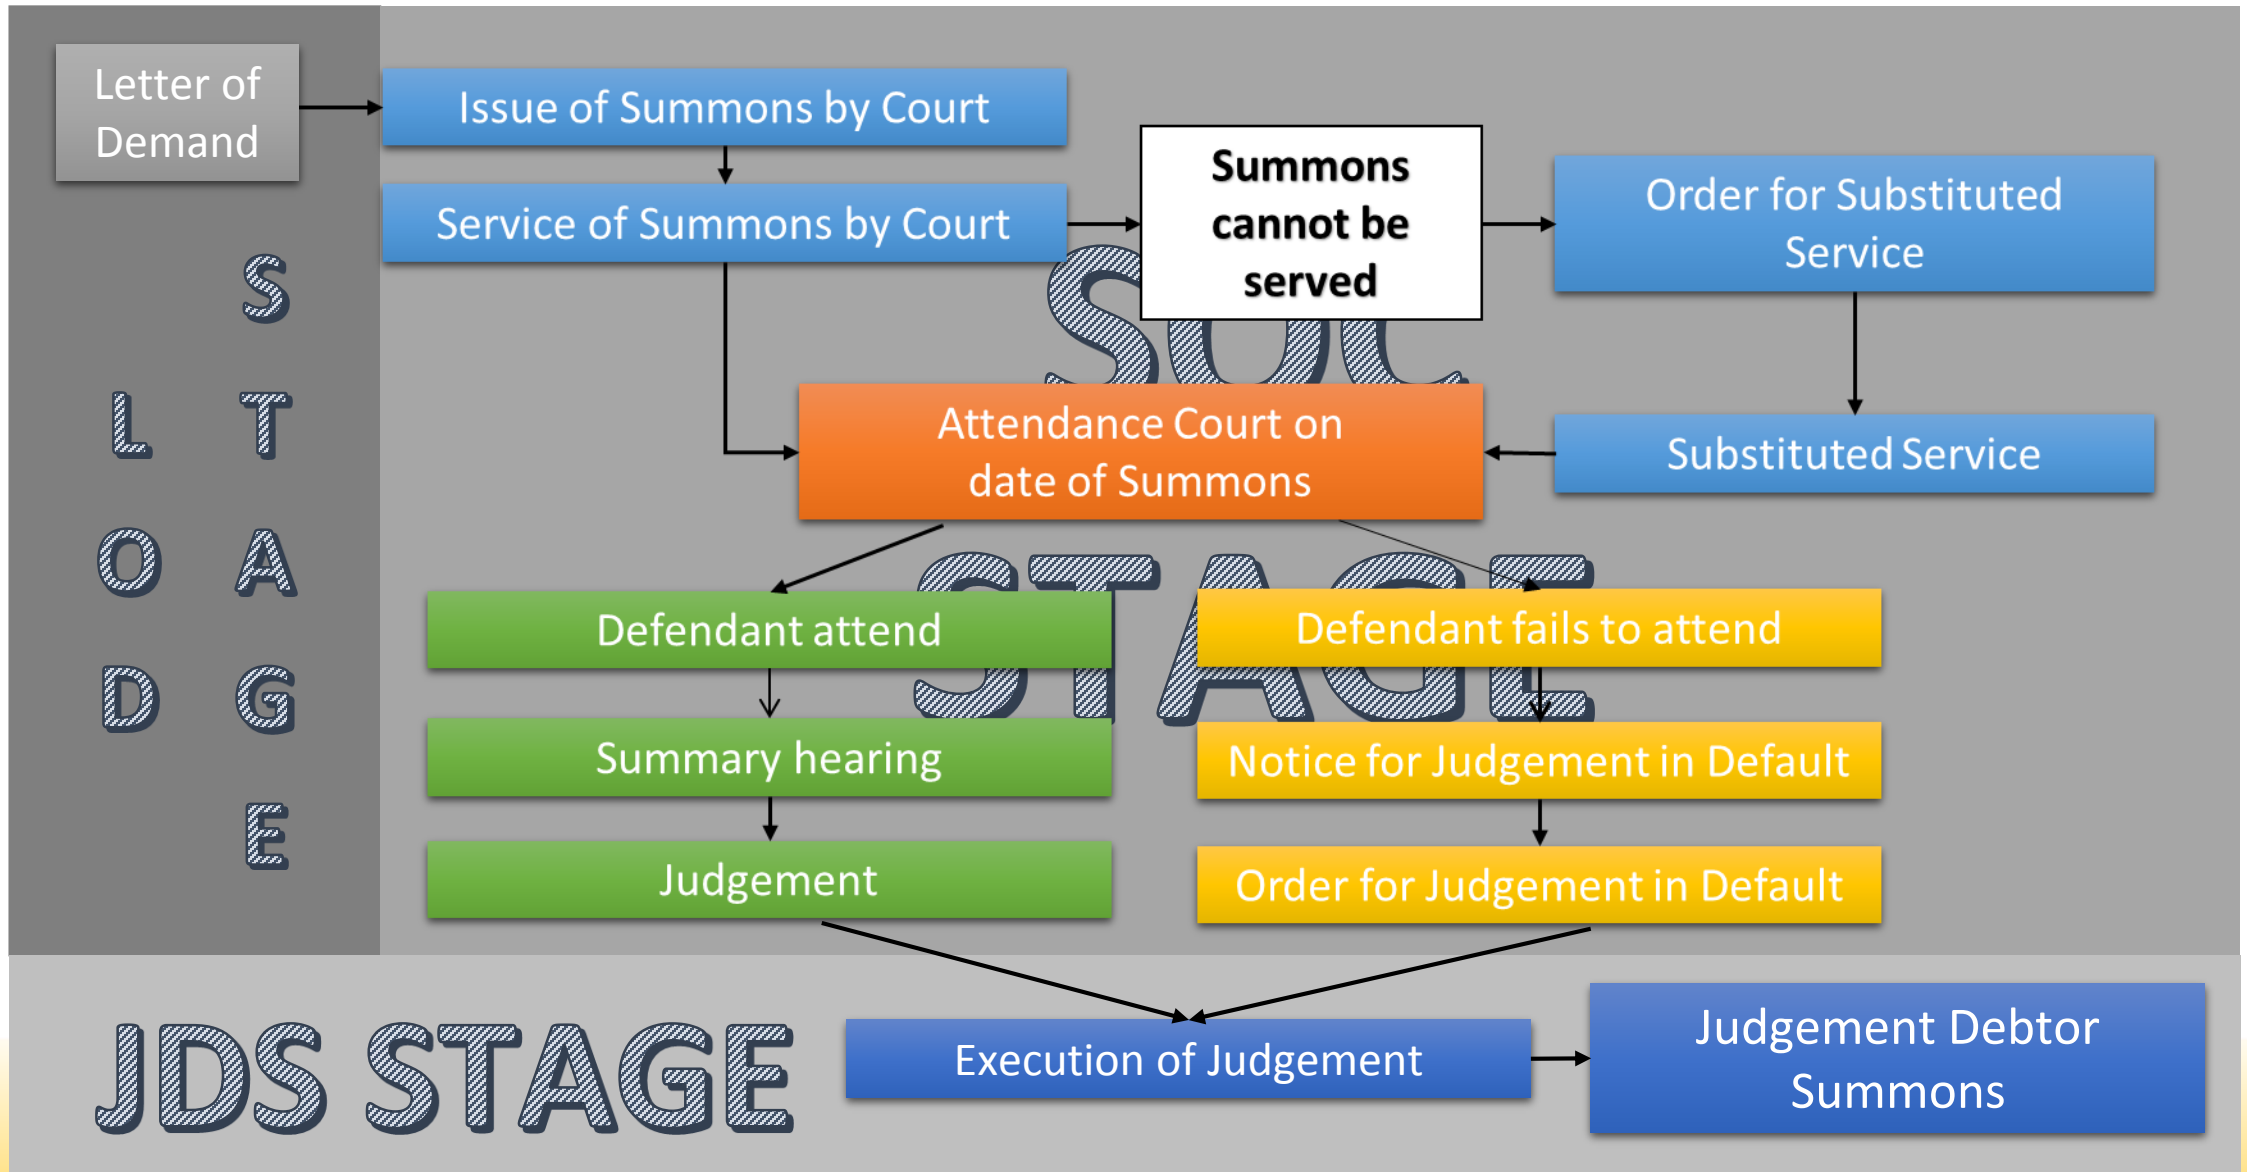 Letter of
Demand
Issue of Summons by Court
Service of Summons by Court
Summons
cannot be
served
Order for Substituted
Service
Substituted Service
Attendance Court on
date of Summons
Defendant attend
Summary hearing
Judgement
Defendant fails to attend
Notice for Judgement in Default
Order for Judgement in Default
Execution of Judgement
Judgement Debtor
Summons
LOD
STAGE
SOC
STAGE
JDS STAGE